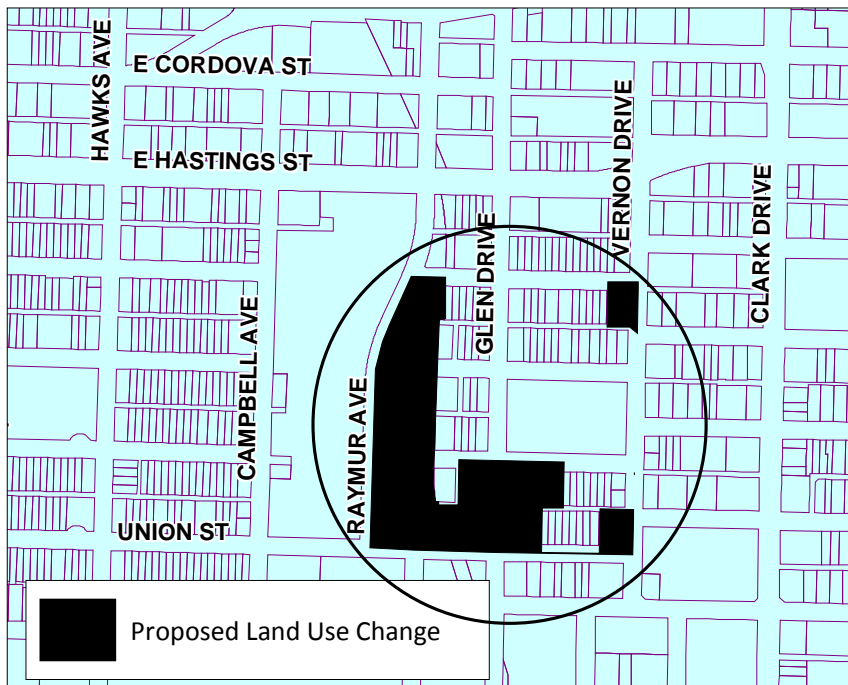 HAWKS AVE
E CORDOVA ST
E HASTINGS ST
VERNON DRIVE
CLARK DRIVE
GLEN DRIVE
CAMPBELL AVE
RAYMUR AVE
UNION ST
Proposed Land Use Change